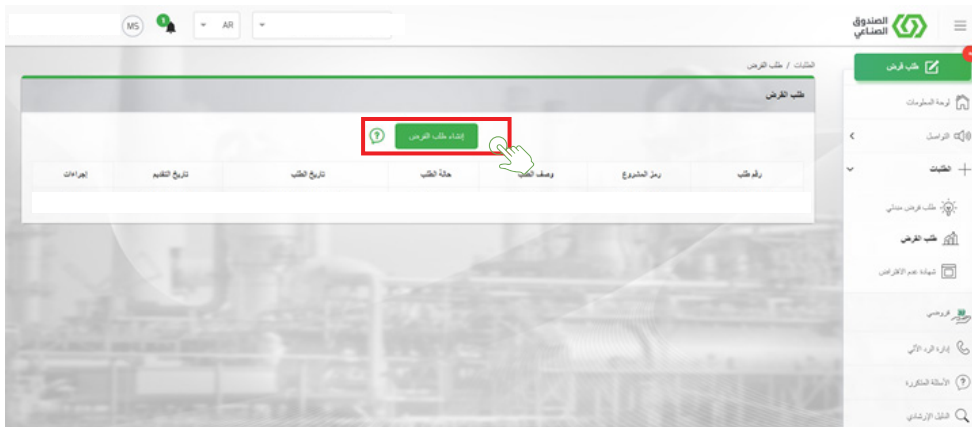 الصندوق
الصناعي
AR
1
MS
طلب قرض
لوحة المعلومات
التواصل
الطلبات
طلب قرض مبدئي
طلب القرض
شهادة عدم الاقتراض
قروضي
إدارة الرد الآلي
الأسئلة المتكررة
الدليل الإرشادي
الطلبات / طلب القرض
طلب القرض
إنشاء طلب القرض
رقم طلب رمز المشروع وصف الطلب حالة الطلب تاريخ الطلب تاريخ التقديم إجراءات